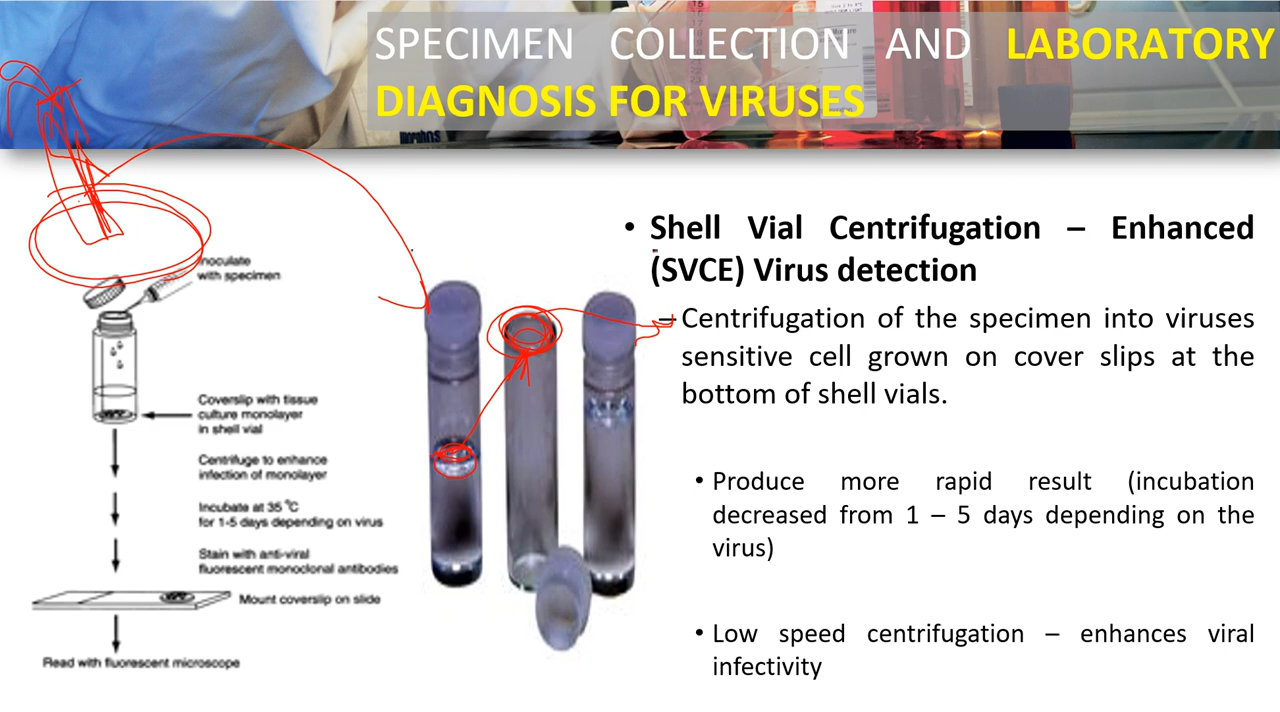 SPECIMEN COLLECTION AND LABORATORY
DIAGNOSIS FOR VIRUSES
Inoculate
with specimen
Coverslip with tissue
culture monolayer
in shell vial
Centrifuge to enhance
infection of monolayer
Incubate at 35 °C
for 1-5 days depending on virus
Stain with anti-viral
fluorescent monoclonal antibodies
Mount coverslip on slide
Read with fluorescent microscope
• Shell Vial Centrifugation – Enhanced
(SVCE) Virus detection
– Centrifugation of the specimen into viruses
sensitive cell grown on cover slips at the
bottom of shell vials.
• Produce more rapid result (incubation
decreased from 1 – 5 days depending on the
virus)
• Low speed centrifugation – enhances viral
infectivity